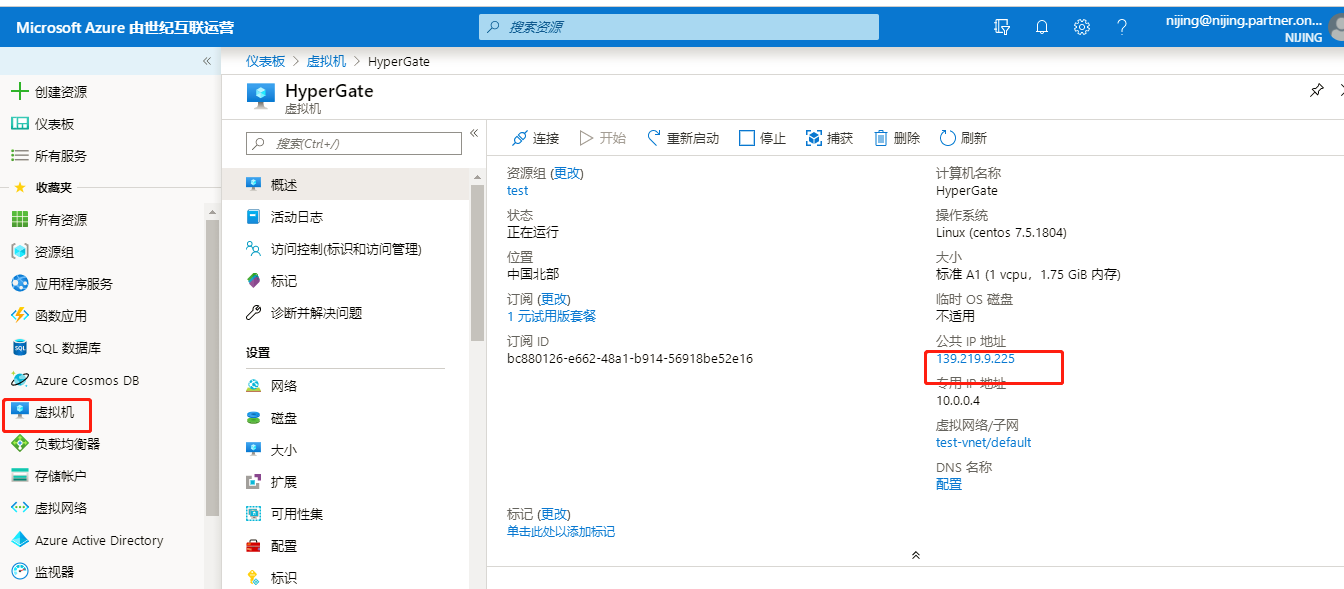 Microsoft Azure 由世纪互联运营
搜索资源
nijing@nijing.partner.on...
NIJING
创建资源
仪表板
所有服务
收藏夹
所有资源
资源组
应用程序服务
函数应用
SQL 数据库
Azure Cosmos DB
虚拟机
负载均衡器
存储帐户
虚拟网络
Azure Active Directory
监视器
仪表板 > 虚拟机 > HyperGate
HyperGate
虚拟机
搜索(Ctrl+/)
概述
活动日志
访问控制(标识和访问管理)
标记
诊断并解决问题
设置
网络
磁盘
大小
扩展
可用性集
配置
标识
连接 开始 重新启动 停止 捕获 删除 刷新
资源组 (更改)
test
状态
正在运行
位置
中国北部
订阅 (更改)
1 元试用版套餐
订阅 ID
bc880126-e662-48a1-b914-56918be52e16
计算机名称
HyperGate
操作系统
Linux (centos 7.5.1804)
大小
标准 A1 (1 vcpu，1.75 GiB 内存)
临时 OS 磁盘
不适用
公共 IP 地址
139.219.9.225
专用 IP 地址
10.0.0.4
虚拟网络/子网
test-vnet/default
DNS 名称
配置
标记 (更改)
单击此处以添加标记